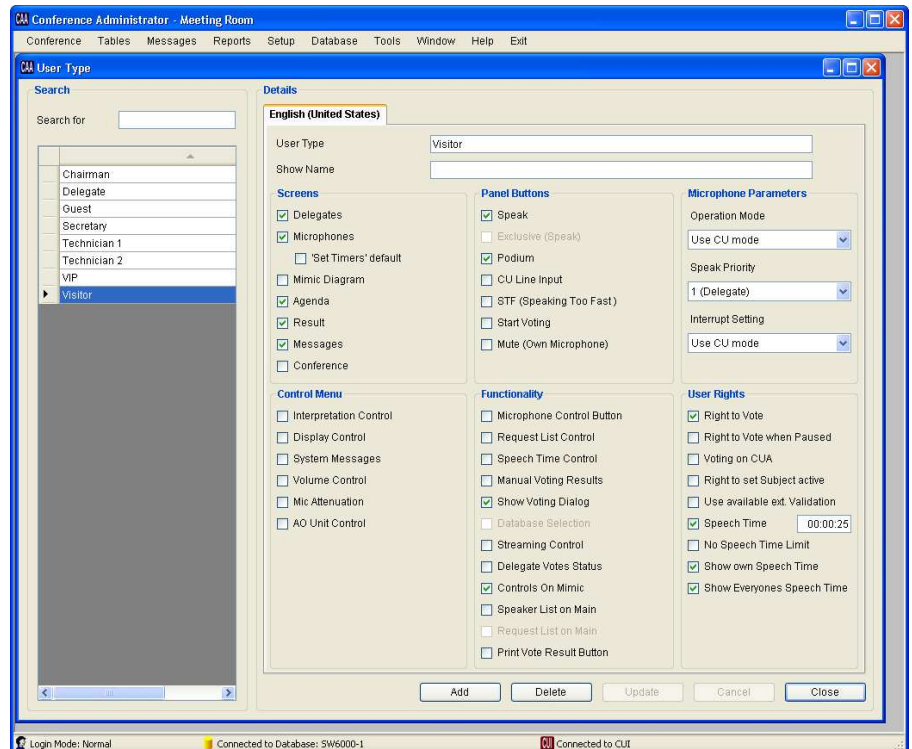 CAA Conference Administrator - Meeting Room
Conference Tables Messages Reports Setup Database Tools Window Help Exit
CAA User Type
Search
Search for
Chairman
Delegate
Guest
Secretary
Technician 1
Technician 2
VIP
Visitor
Details
English (United States)
User Type Visitor
Show Name
Screens
Delegates
Microphones
'Set Timers' default
Mimic Diagram
Agenda
Result
Messages
Conference
Panel Buttons
Speak
Exclusive (Speak)
Podium
CU Line Input
STF (Speaking Too Fast )
Start Voting
Mute (Own Microphone)
Microphone Parameters
Operation Mode
Use CU mode
Speak Priority
1 (Delegate)
Interrupt Setting
Use CU mode
Control Menu
Interpretation Control
Display Control
System Messages
Volume Control
Mic Attenuation
AO Unit Control
Functionality
Microphone Control Button
Request List Control
Speech Time Control
Manual Voting Results
Show Voting Dialog
Database Selection
Streaming Control
Delegate Votes Status
Controls On Mimic
Speaker List on Main
Request List on Main
Print Vote Result Button
User Rights
Right to Vote
Right to Vote when Paused
Voting on CUA
Right to set Subject active
Use available ext. Validation
Speech Time 00:00:25
No Speech Time Limit
Show own Speech Time
Show Everyones Speech Time
Add Delete Update Cancel Close
Login Mode: Normal Connected to Database: SW6000-1 CUI Connected to CUI